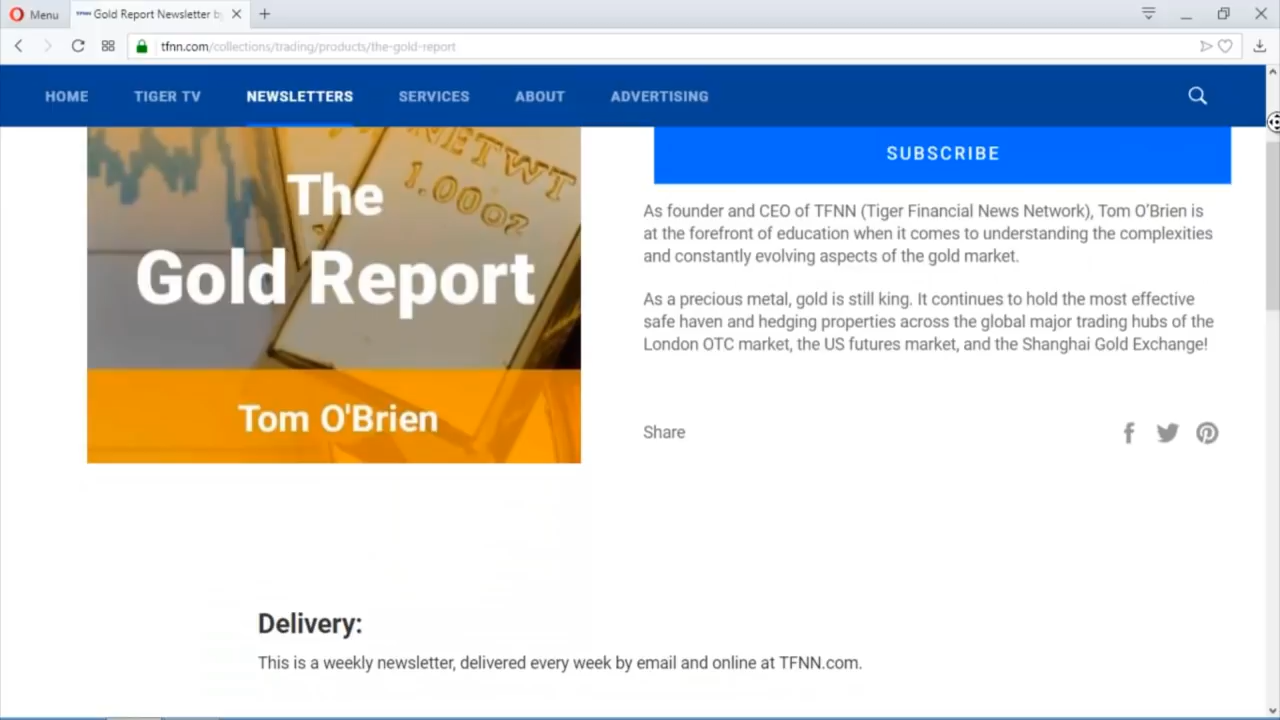 Menu
Gold Report Newsletter b
tfnn.com/collections/trading/products/the-gold-report
HOME TIGER TV NEWSLETTERS SERVICES ABOUT ADVERTISING
NETWT
1.00oz
The
Gold Report
Tom O'Brien
SUBSCRIBE
As founder and CEO of TFNN (Tiger Financial News Network), Tom O'Brien is
at the forefront of education when it comes to understanding the complexities
and constantly evolving aspects of the gold market.
As a precious metal, gold is still king. It continues to hold the most effective
safe haven and hedging properties across the global major trading hubs of the
London OTC market, the US futures market, and the Shanghai Gold Exchange!
Share
Delivery:
This is a weekly newsletter, delivered every week by email and online at TFNN.com.